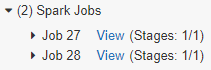 (2) Spark Jobs
Job 27 View (Stages: 1/1)
Job 28 View (Stages: 1/1)